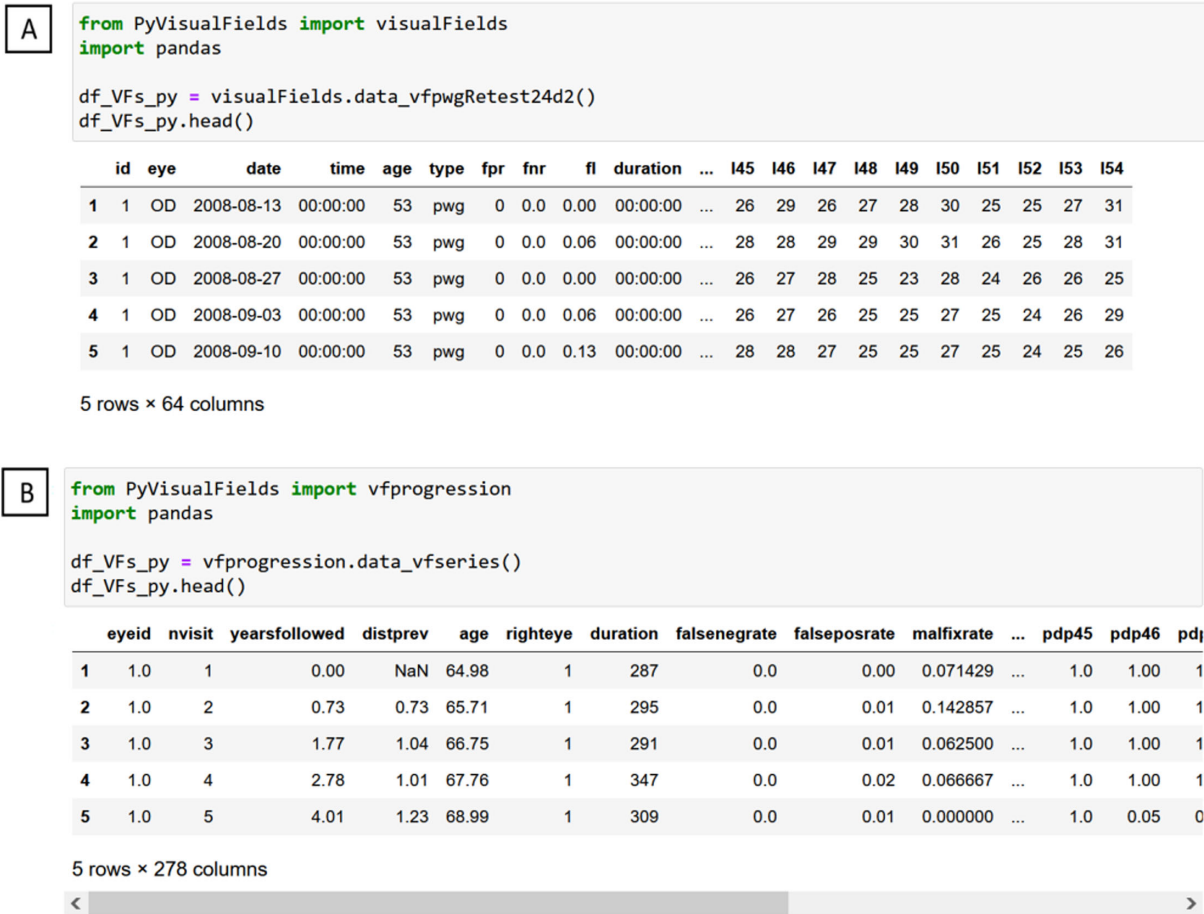 A
from PyVisualFields import visualFields
import pandas
df_VFs_py = visualFields.data_vfpwgRetest24d2()
df_VFs_py.head()
id eye date time age type fpr fnr fl duration ... l45 l46 l47 l48 l49 l50 l51 l52 l53 l54
1 1 OD 2008-08-13 00:00:00 53 pwg 0 0.0 0.00 00:00:00 ... 26 29 26 27 28 30 25 25 27 31
2 1 OD 2008-08-20 00:00:00 53 pwg 0 0.0 0.06 00:00:00 ... 28 28 29 29 30 31 26 25 28 31
3 1 OD 2008-08-27 00:00:00 53 pwg 0 0.0 0.00 00:00:00 ... 26 27 28 25 23 28 24 26 26 25
4 1 OD 2008-09-03 00:00:00 53 pwg 0 0.0 0.06 00:00:00 ... 26 27 26 25 25 27 25 24 26 29
5 1 OD 2008-09-10 00:00:00 53 pwg 0 0.0 0.13 00:00:00 ... 28 28 27 25 25 27 25 24 25 26
5 rows × 64 columns
B
from PyVisualFields import vfprogression
import pandas
df_VFs_py = vfprogression.data_vfseries()
df_VFs_py.head()
eyeid nvisit yearsfollowed distprev age righteye duration falsenegrate falseposrate malfixrate ... pdp45 pdp46
1 1.0 1 0.00 NaN 64.98 1 287 0.0 0.00 0.071429 ... 1.0 1.00 1
2 1.0 2 0.73 0.73 65.71 1 295 0.0 0.01 0.142857 ... 1.0 1.00 1
3 1.0 3 1.77 1.04 66.75 1 291 0.0 0.01 0.062500 ... 1.0 1.00 1
4 1.0 4 2.78 1.01 67.76 1 347 0.0 0.02 0.066667 ... 1.0 1.00 1
5 1.0 5 4.01 1.23 68.99 1 309 0.0 0.01 0.000000 ... 1.0 0.05 0
5 rows × 278 columns